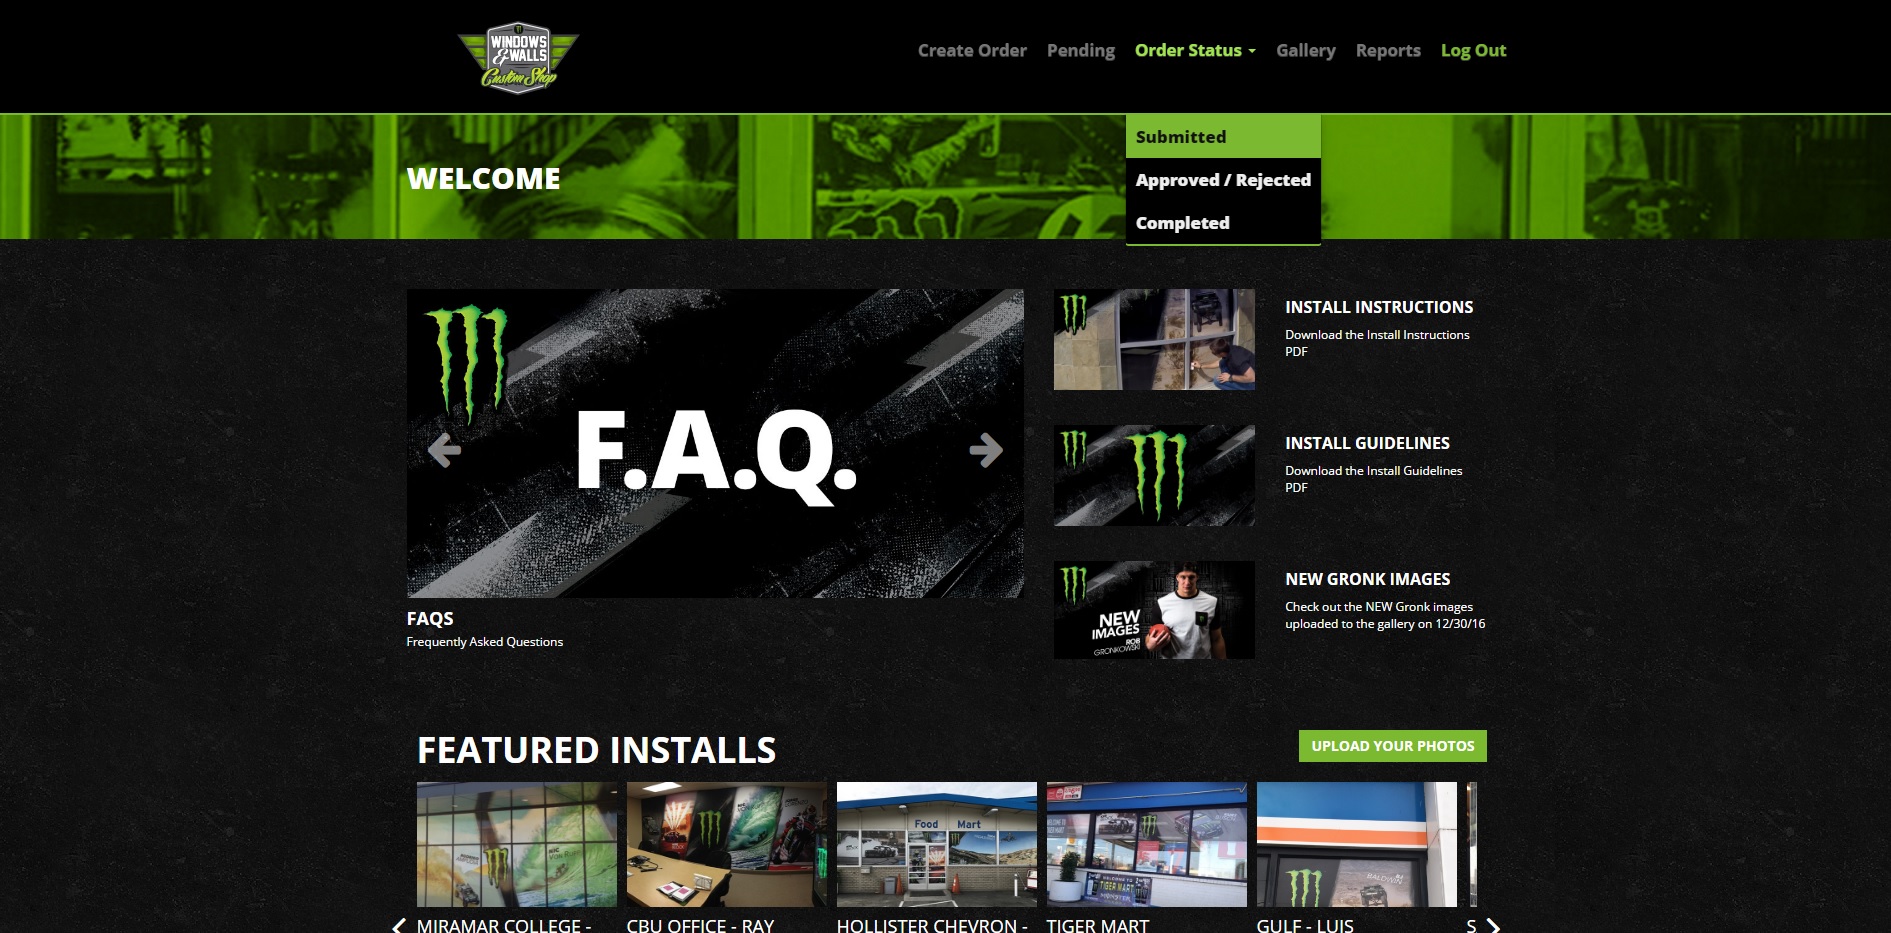 WINDOWS
& WALLS
Custom Shop
Create Order
Pending
Order Status
Gallery
Reports
Log Out
Submitted
Approved / Rejected
Completed
WELCOME
F.A.Q.
FAQS
Frequently Asked Questions
INSTALL INSTRUCTIONS
Download the Install Instructions
PDF
INSTALL GUIDELINES
Download the Install Guidelines
PDF
NEW
IMAGES
ROB
GRONKOWSKI
NEW GRONK IMAGES
Check out the NEW Gronk images
uploaded to the gallery on 12/30/16
FEATURED INSTALLS
UPLOAD YOUR PHOTOS
Food Mart
TIGER MART
BALDWIN
MIRAMAR COLLEGE -
CBU OFFICE - RAY
HOLLISTER CHEVRON -
TIGER MART
GULF - LUIS
S